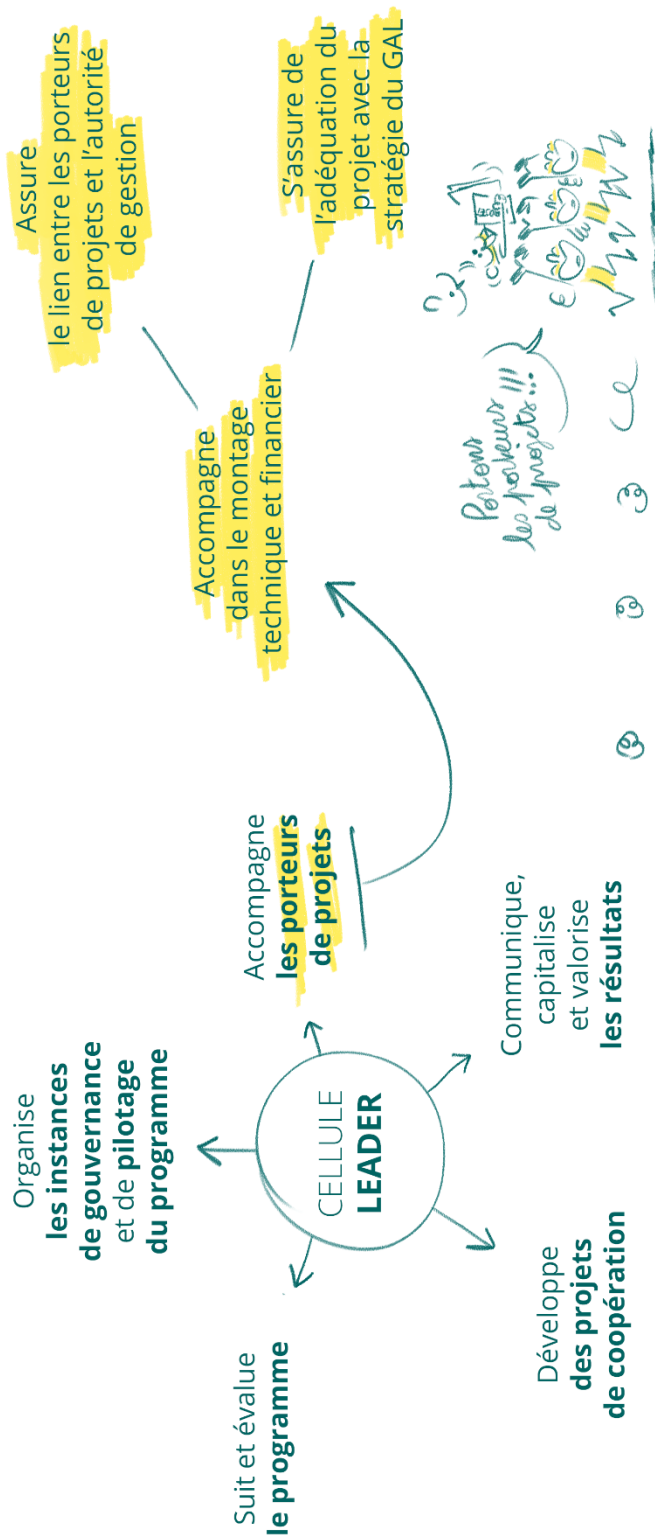 Organise
les instances
de gouvernance
et de pilotage
du programme
Suit et évalue
le programme
CELLULE
LEADER
Accompagne
les porteurs
de projets
Développe
des projets
de coopération
Communique,
capitalise
et valorise
les résultats
Accompagne
dans le montage
technique et financier
Assure
le lien entre les porteurs
de projets et l'autorité
de gestion
S'assure de
l'adéquation du
projet avec la
stratégie du GAL
Portons
les porteurs !!!
de projets...